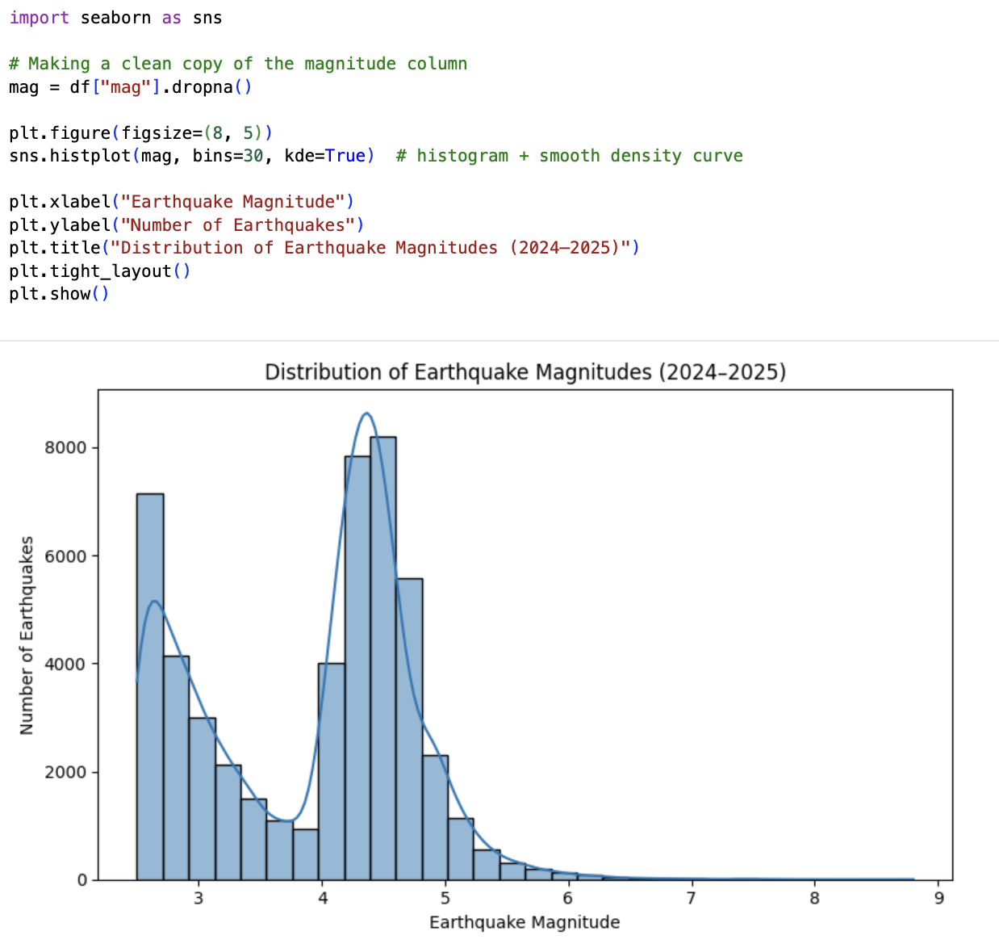 import seaborn as sns
# Making a clean copy of the magnitude column
mag = df["mag"].dropna()
plt.figure(figsize=(8, 5))
sns.histplot(mag, bins=30, kde=True)  # histogram + smooth density curve
plt.xlabel("Earthquake Magnitude")
plt.ylabel("Number of Earthquakes")
plt.title("Distribution of Earthquake Magnitudes (2024–2025)")
plt.tight_layout()
plt.show()
Distribution of Earthquake Magnitudes (2024–2025)
Number of Earthquakes
8000
6000
4000
2000
0
3 4 5 6 7 8 9
Earthquake Magnitude